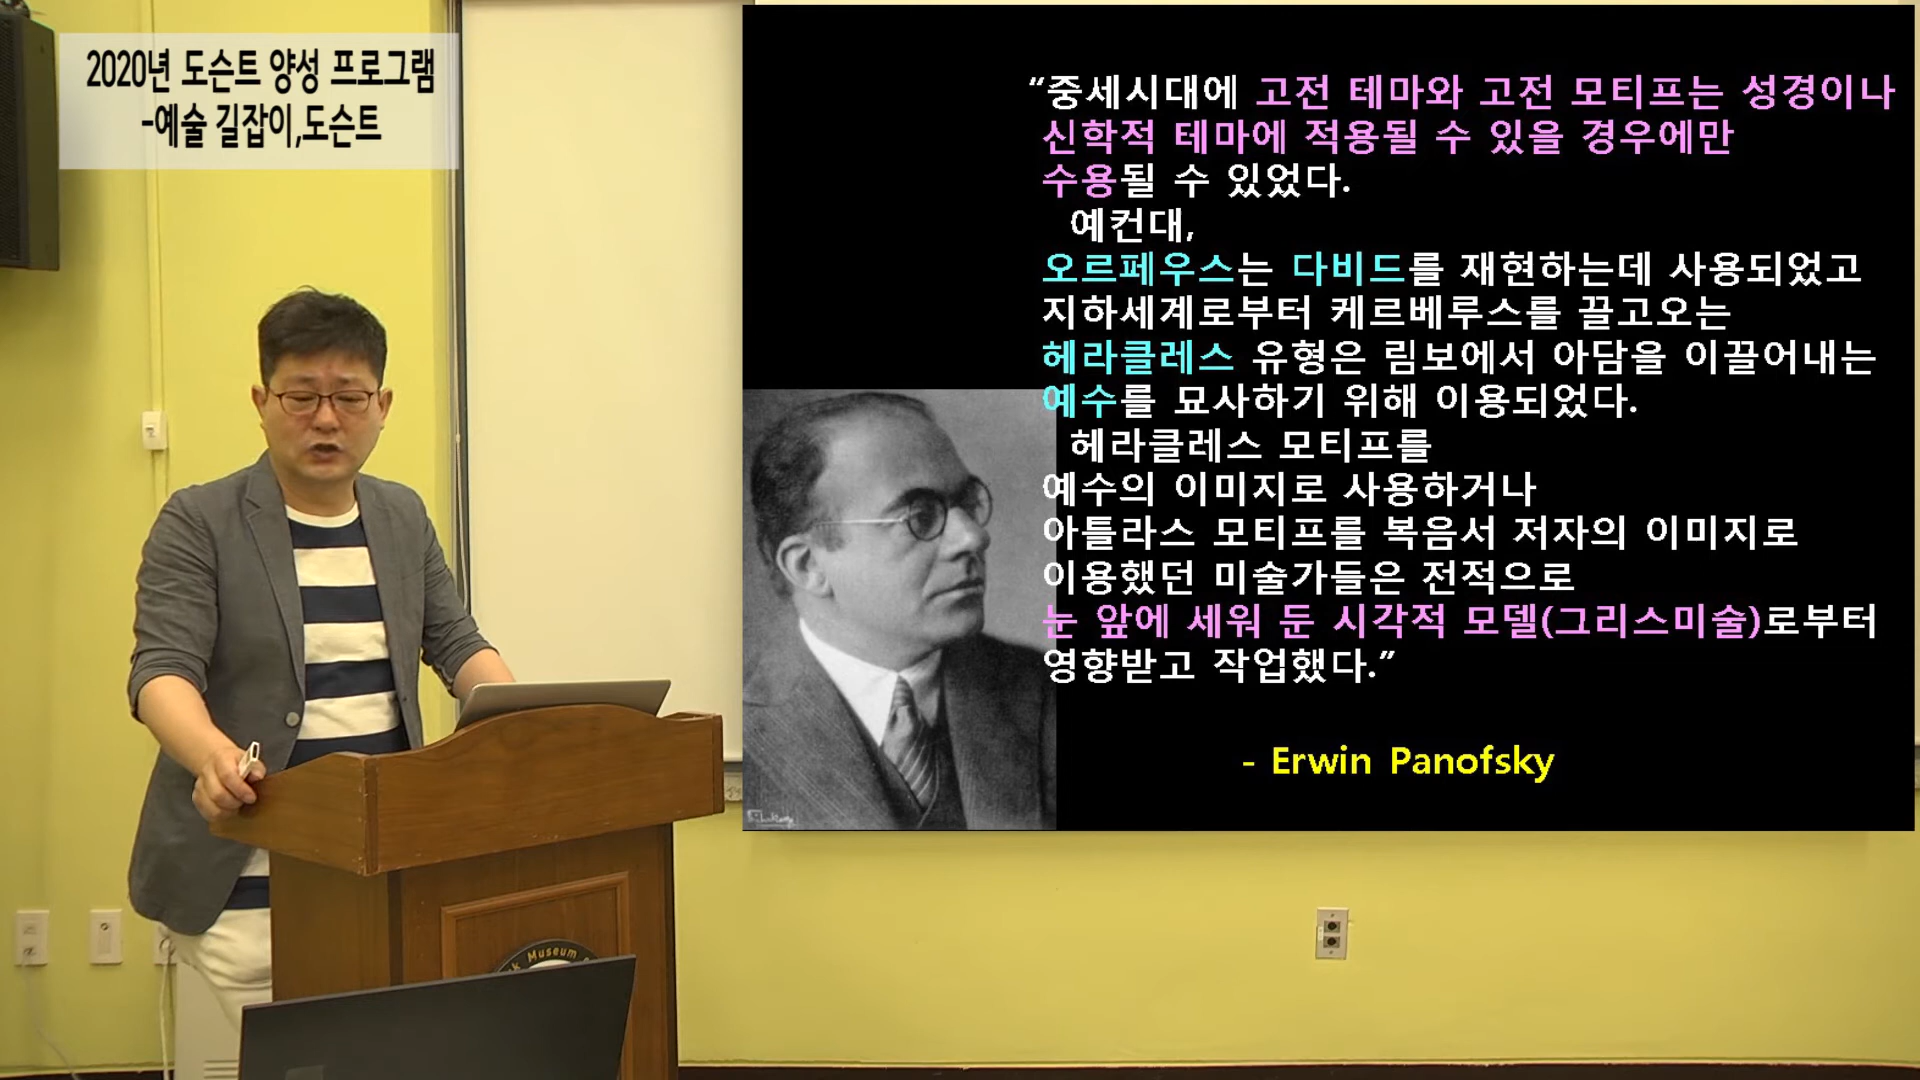 2020년 도슨트 양성 프로그램
-예술 길잡이,도슨트
“중세시대에 고전 테마와 고전 모티프는 성경이나
신학적 테마에 적용될 수 있을 경우에만
수용될 수 있었다.
예컨대,
오르페우스는 다비드를 재현하는데 사용되었고
지하세계로부터 케르베루스를 끌고오는
헤라클레스 유형은 림보에서 아담을 이끌어내는
예수를 묘사하기 위해 이용되었다.
헤라클레스 모티프를
예수의 이미지로 사용하거나
아틀라스 모티프를 복음서 저자의 이미지로
이용했던 미술가들은 전적으로
눈 앞에 세워 둔 시각적 모델(그리스미술)로부터
영향받고 작업했다.”
- Erwin Panofsky
Museum